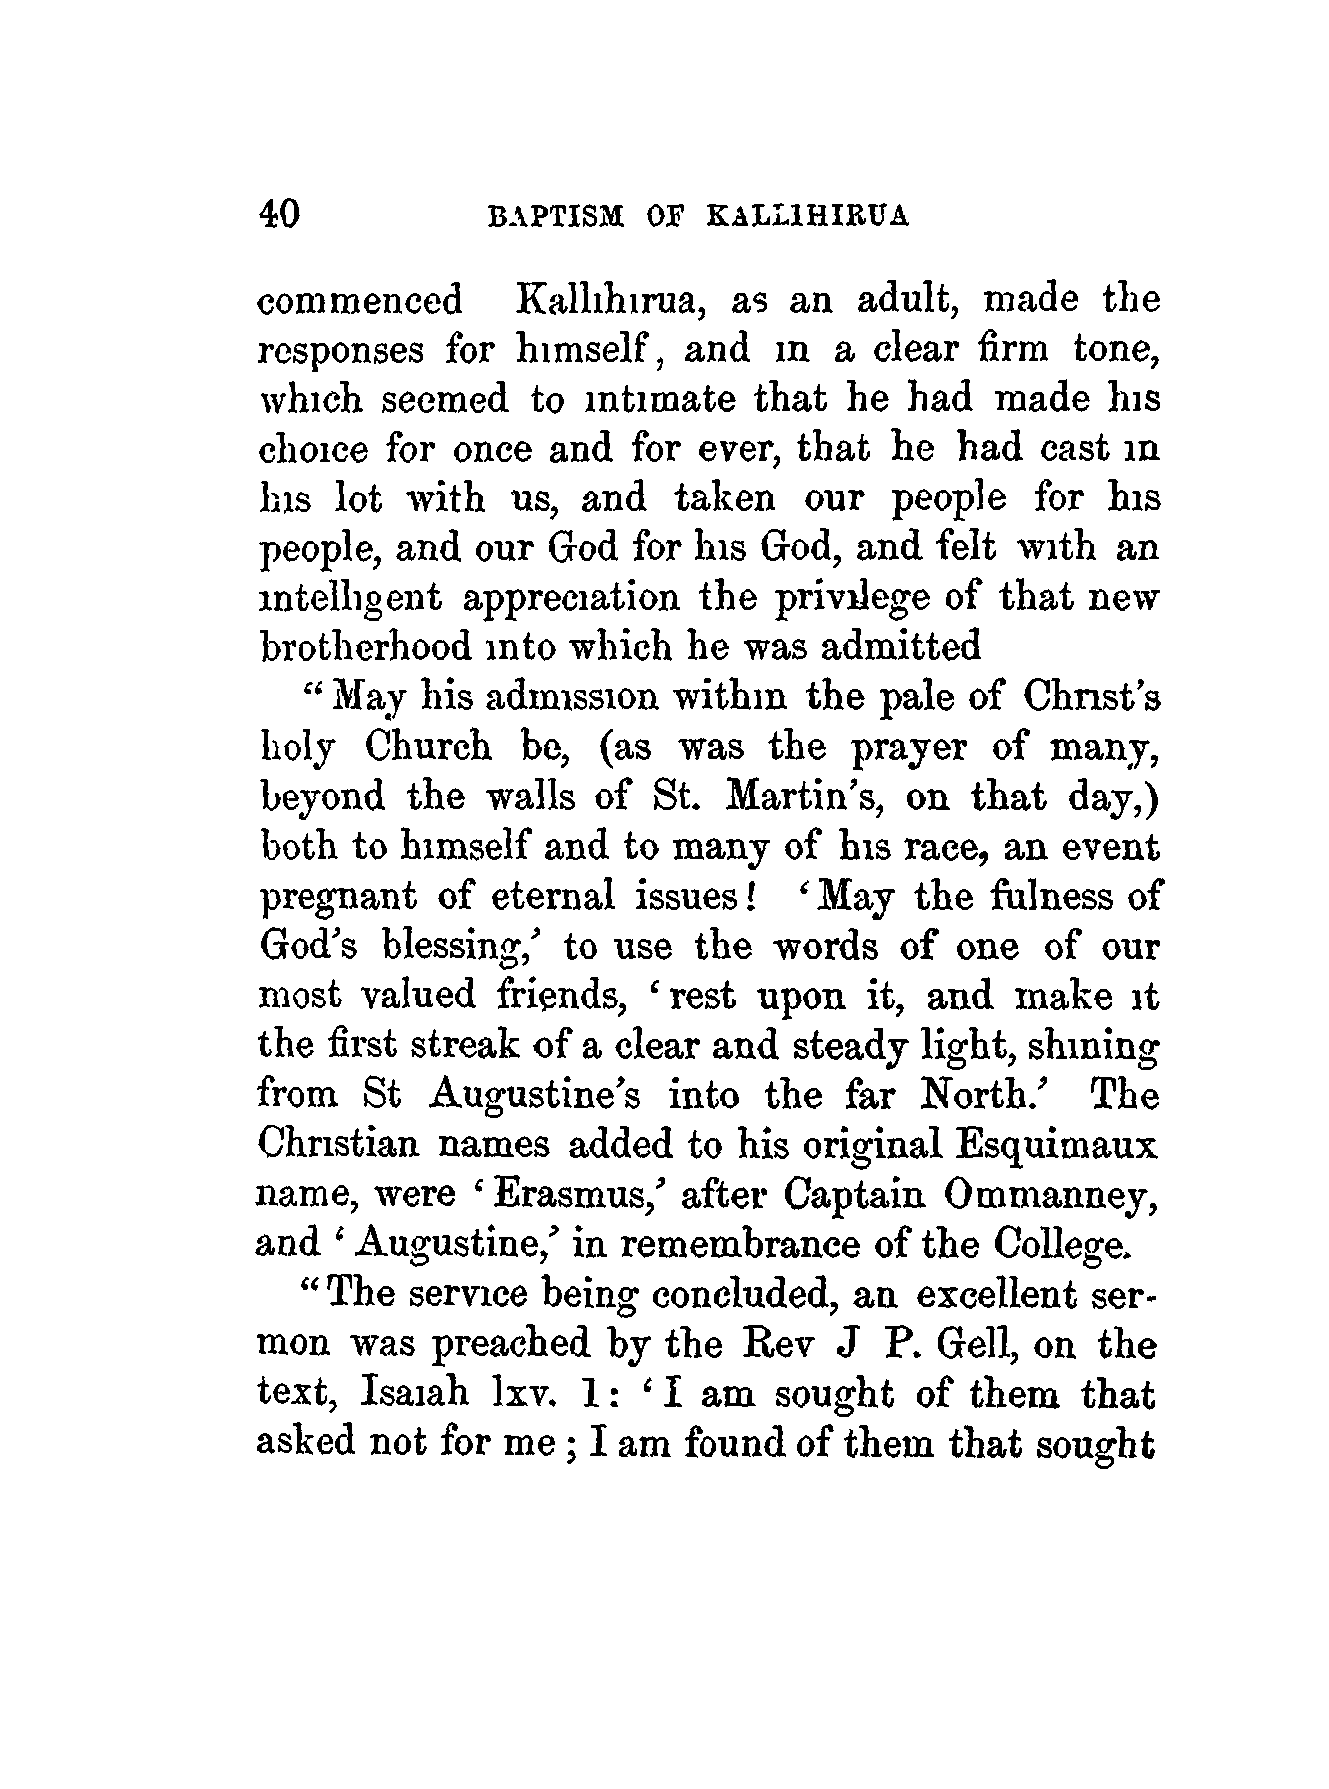 40 BAPTISM OF KALLIHIRUA
commenced Kallihirua, as an adult, made the
responses for himself, and in a clear firm tone,
which seemed to intimate that he had made his
choice for once and for ever, that he had cast in
his lot with us, and taken our people for his
people, and our God for his God, and felt with an
intelligent appreciation the privilege of that new
brotherhood into which he was admitted
“May his admission within the pale of Christ's
holy Church be, (as was the prayer of many,
beyond the walls of St. Martin's, on that day,)
both to himself and to many of his race, an event
pregnant of eternal issues! ‘May the fulness of
God's blessing,’ to use the words of one of our
most valued friends, ‘rest upon it, and make it
the first streak of a clear and steady light, shining
from St Augustine's into the far North.’ The
Christian names added to his original Esquimaux
name, were ‘Erasmus,’ after Captain Ommanney,
and ‘Augustine,’ in remembrance of the College.
“The service being concluded, an excellent ser-
mon was preached by the Rev J P. Gell, on the
text, Isaiah lxv. 1: ‘I am sought of them that
asked not for me; I am found of them that sought